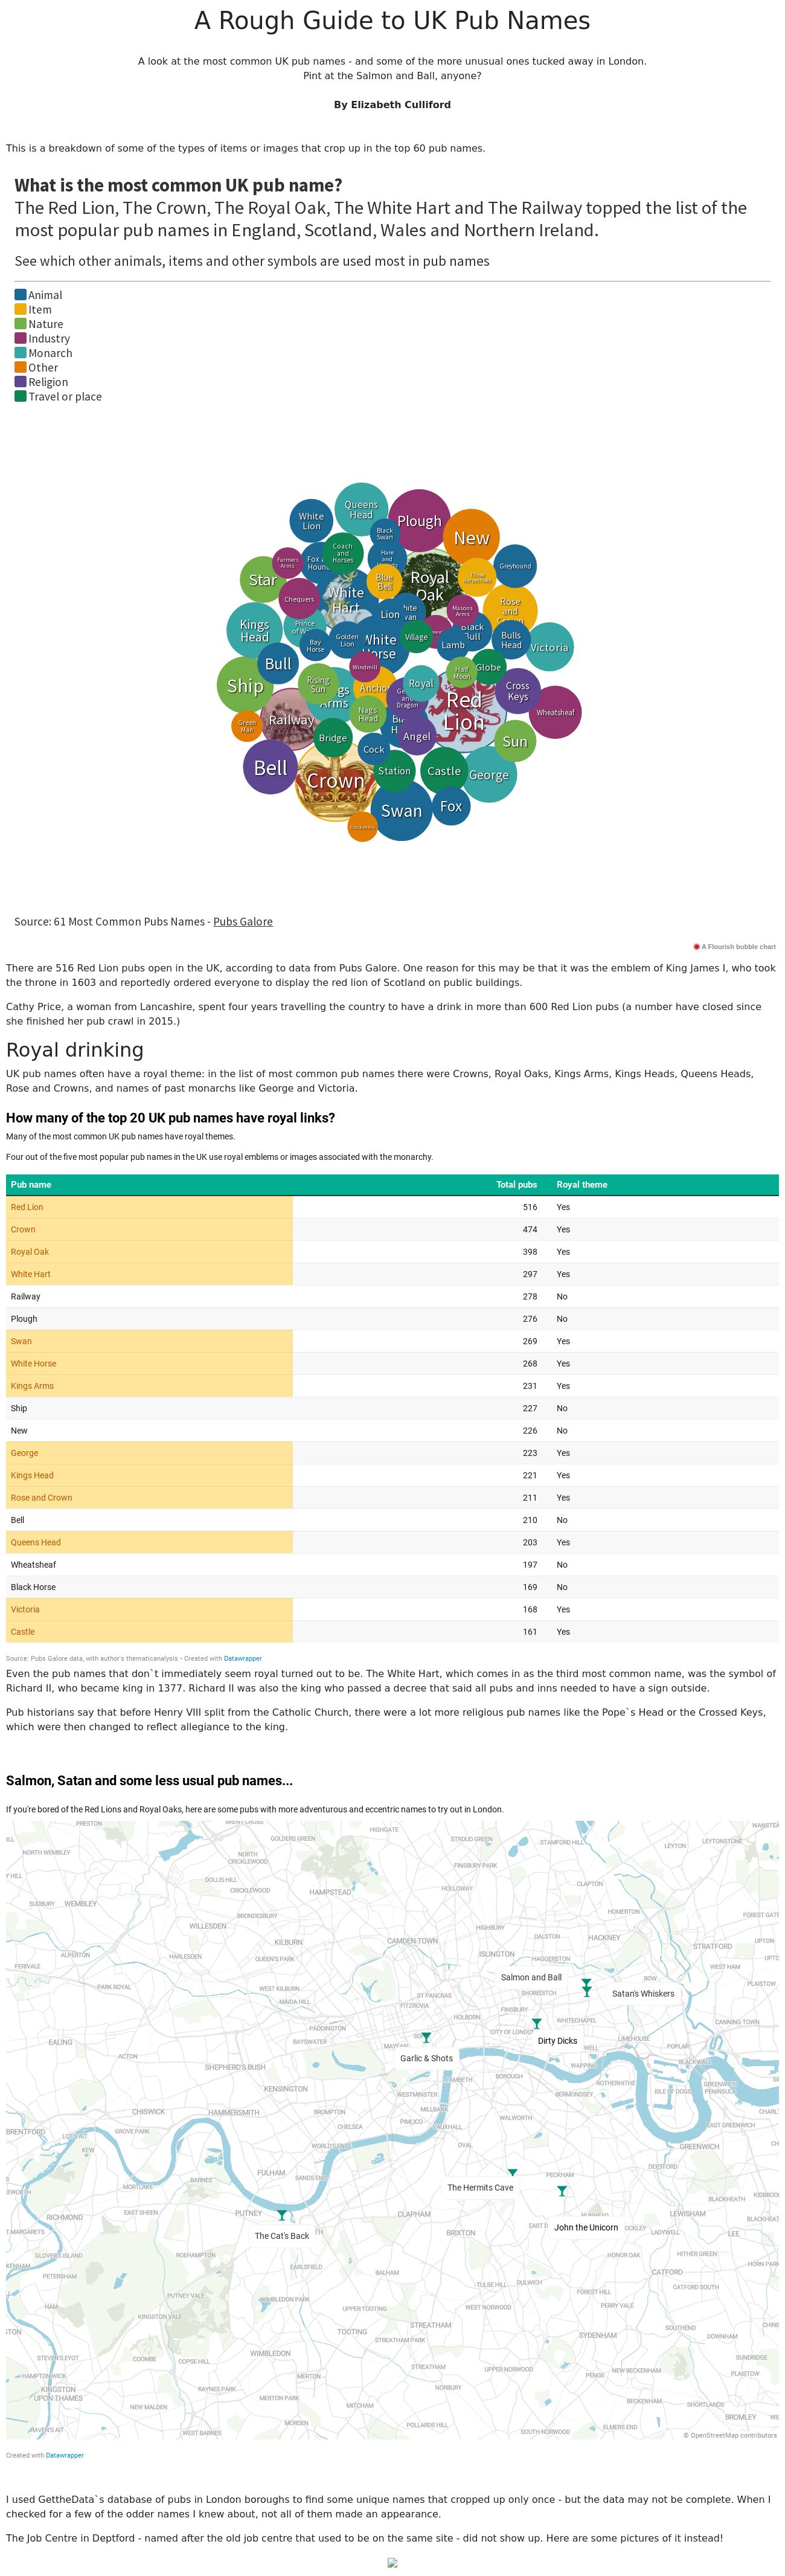 A Rough Guide to UK Pub Names
A look at the most common UK pub names - and some of the more unusual ones tucked away in London.
Pint at the Salmon and Ball, anyone?
By Elizabeth Culliford
This is a breakdown of some of the types of items or images that crop up in the top 60 pub names.
What is the most common UK pub name?
The Red Lion, The Crown, The Royal Oak, The White Hart and The Railway topped the list of the
most popular pub names in England, Scotland, Wales and Northern Ireland.
See which other animals, items and other symbols are used most in pub names
Animal
Item
Nature
Industry
Monarch
Other
Religion
Travel or place
Queens
Head
White
Lion
Plough
Black
Swan
New
Coach
and
Horses
Hare
and
Farmers
Arms
Fox
Greyhound
Star
Blue
Bell
Royal
Oak
White
Hart
Chequers
Rose
and
Lion
Masons
Arms
Kings
Head
Prince
Golden
Lion
White
Horse
Village
Black
Bull
Bulls
Head
Bay
Horse
Lamb
Victoria
Bull
Windmill
Half
Moon
Globe
Ship
Rising
Sun
Royal
Cross
Keys
Arms
and
Dragon
Red
Lion
Nags
Head
Wheatsheaf
Green
Man
Railway
Bridge
Angel
Sun
Cock
Bell
Crown
Station
Castle
George
Swan
Fox
Source: 61 Most Common Pubs Names - Pubs Galore
A Flourish bubble chart
There are 516 Red Lion pubs open in the UK, according to data from Pubs Galore. One reason for this may be that it was the emblem of King James I, who took
the throne in 1603 and reportedly ordered everyone to display the red lion of Scotland on public buildings.
Cathy Price, a woman from Lancashire, spent four years travelling the country to have a drink in more than 600 Red Lion pubs (a number have closed since
she finished her pub crawl in 2015.)
Royal drinking
UK pub names often have a royal theme: in the list of most common pub names there were Crowns, Royal Oaks, Kings Arms, Kings Heads, Queens Heads,
Rose and Crowns, and names of past monarchs like George and Victoria.
How many of the top 20 UK pub names have royal links?
Many of the most common UK pub names have royal themes.
Four out of the five most popular pub names in the UK use royal emblems or images associated with the monarchy.
Pub name Total pubs Royal theme
Red Lion 516 Yes
Crown 474 Yes
Royal Oak 398 Yes
White Hart 297 Yes
Railway 278 No
Plough 276 No
Swan 269 Yes
White Horse 268 Yes
Kings Arms 231 Yes
Ship 227 No
New 226 No
George 223 Yes
Kings Head 221 Yes
Rose and Crown 211 Yes
Bell 210 No
Queens Head 203 Yes
Wheatsheaf 197 No
Black Horse 169 No
Victoria 168 Yes
Castle 161 Yes
Source: Pubs Galore data, with author's thematicanalysis • Created with Datawrapper
Even the pub names that don`t immediately seem royal turned out to be. The White Hart, which comes in as the third most common name, was the symbol of
Richard II, who became king in 1377. Richard II was also the king who passed a decree that said all pubs and inns needed to have a sign outside.
Pub historians say that before Henry VIII split from the Catholic Church, there were a lot more religious pub names like the Pope`s Head or the Crossed Keys,
which were then changed to reflect allegiance to the king.
Salmon, Satan and some less usual pub names...
If you're bored of the Red Lions and Royal Oaks, here are some pubs with more adventurous and eccentric names to try out in London.
PRESTON
HIGHGATE
GOLDERS GREEN
STROUD GREEN
STAMFORD HILL
LEYTON
LEYTONSTONE
NORTH WEMBLEY
NORTH
CRICKLEWOOD
FINSBURY PARK
DOLLIS HILL
CLAPTON
CRICKLEWOOD
HAMPSTEAD
HOLLOWAY
SUDBURY
WEMBLEY
HOMERTON
BRONDESBURY
WILLESDEN
HIGHBURY
FOREST GATE
KILBURN
CAMDEN TOWN
DALSTON
HACKNEY
STRATFORD
UPTON
ALPERTON
HARLESDEN
QUEEN'S PARK
ISLINGTON
HAGGERSTON
PERIVALE
WEST HAM
Salmon and Ball
BOW
PARK ROYAL
WEST KILBURN
ST PANCRAS
SHOREDITCH
Satan's Whiskers
PLAISTOW
MAIDA HILL
FITZROVIA
FINSBURY
HOLBORN
WHITECHAPEL
CANNING TOWN
PADDINGTON
CITY OF LONDON
LIMEHOUSE
EALING
BAYSWATER
Dirty Dicks
POPLAR
ACTON
Garlic & Shots
WAPPING
BLACKWALL
SHEPHERD'S BUSH
BOROUGH
ROTHERHITHE
KENSINGTON
WESTMINSTER
BERMONDSEY
ISLE OF DOGS
GREENWICH
PENINSULA
CHISWICK
HAMMERSMITH
BROMPTON
MILLBANK
PIMLICO
WALWORTH
BRENTFORD
GROVE PARK
CHELSEA
VAUXHALL
EAST GREENWICH
KEW
WORLD'S END
OVAL
GREENWICH
BARNES
FULHAM
SANDS END
PECKHAM
DEPTFORD
MORTLAKE
The Hermits Cave
BLACKHEATH
RICHMOND
EAST SHEEN
PUTNEY
CLAPHAM
LEWISHAM
The Cat's Back
BRIXTON
John the Unicorn
LADYWELL
LEE
ROEHAMPTON
HONOR OAK
HITHER GREEN
PETERSHAM
EARLSFIELD
BALHAM
CATFORD
TULSE HILL
DULWICH
FOREST HILL
CATFORD SOUTH
HAM
PUTNEY VALE
WIMBLEDON PARK
UPPER TOOTING
WEST NORWOOD
PERRY VALE
KINGSTON VALE
STREATHAM
SOUTHEND
TOOTING
STREATHAM PARK
SYDENHAM
DOWNHAM
COOMBE
COPSE HILL
WIMBLEDON
SUNDRIDGE
HAMPTON WICK
STREATHAM
UPPER NORWOOD
NEW BECKENHAM
PENGE
PLAISTOW
KINGSTON
UPON THAMES
RAYNES PARK
MERTON
NORBURY
MERTON PARK
BECKENHAM
SHORTLANDS
NEW MALDEN
MITCHAM
BROMLEY
MORDEN
POLLARDS HILL
ELMERS END
WEST BARNES
SOUTH NORWOOD
© OpenStreetMap contributors
Created with Datawrapper
I used GettheData`s database of pubs in London boroughs to find some unique names that cropped up only once - but the data may not be complete. When I
checked for a few of the odder names I knew about, not all of them made an appearance.
The Job Centre in Deptford - named after the old job centre that used to be on the same site - did not show up. Here are some pictures of it instead!